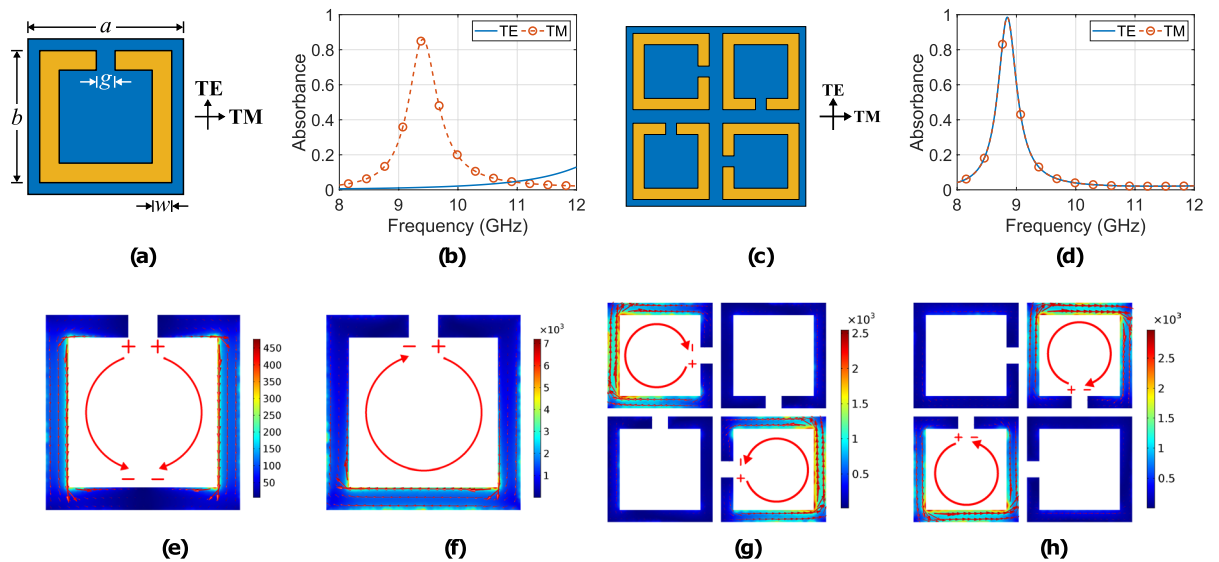 a
b
g
w
TE
TM
(a)
Absorbance
1
0.8
0.6
0.4
0.2
0
8 9 10 11 12
Frequency (GHz)
TE TM
(b)
TE
TM
(c)
Absorbance
1
0.8
0.6
0.4
0.2
0
8 9 10 11 12
Frequency (GHz)
TE TM
(d)
+ +
− −
450
400
350
300
250
200
150
100
50
(e)
− +
×10³
7
6
5
4
3
2
1
(f)
-
+
-
+
×10³
2.5
2
1.5
1
0.5
(g)
+ -
+ -
×10³
3
2.5
2
1.5
1
0.5
(h)